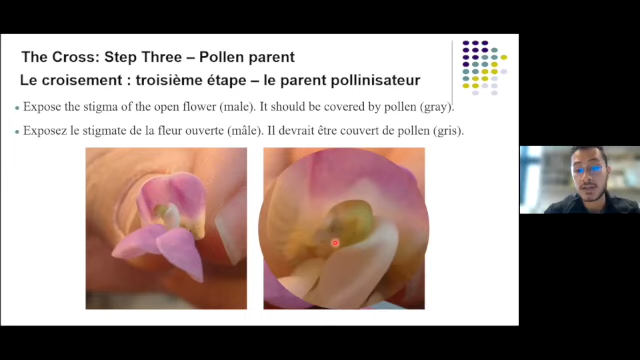 The Cross: Step Three – Pollen parent
Le croisement : troisième étape – le parent pollinisateur
• Expose the stigma of the open flower (male). It should be covered by pollen (gray).
• Exposez le stigmate de la fleur ouverte (mâle). Il devrait être couvert de pollen (gris).